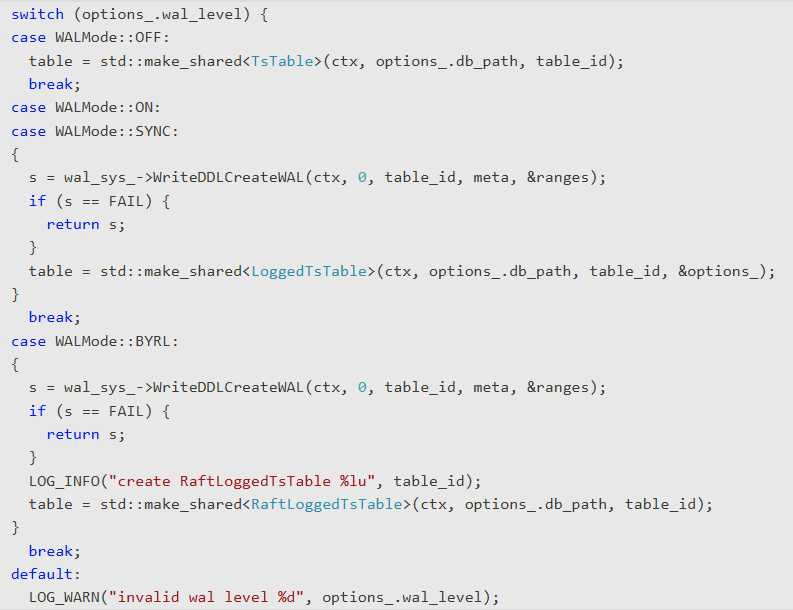 switch (options_.wal_level) {
case WALMode::OFF:
  table = std::make_shared<TsTable>(ctx, options_.db_path, table_id);
  break;
case WALMode::ON:
case WALMode::SYNC:
{
  s = wal_sys_->WriteDDLCreateWAL(ctx, 0, table_id, meta, &ranges);
  if (s == FAIL) {
    return s;
  }
  table = std::make_shared<LoggedTsTable>(ctx, options_.db_path, table_id, &options_);
}
  break;
case WALMode::BYRL:
{
  s = wal_sys_->WriteDDLCreateWAL(ctx, 0, table_id, meta, &ranges);
  if (s == FAIL) {
    return s;
  }
  LOG_INFO("create RaftLoggedTsTable %lu", table_id);
  table = std::make_shared<RaftLoggedTsTable>(ctx, options_.db_path, table_id);
}
  break;
default:
  LOG_WARN("invalid wal level %d", options_.wal_level);